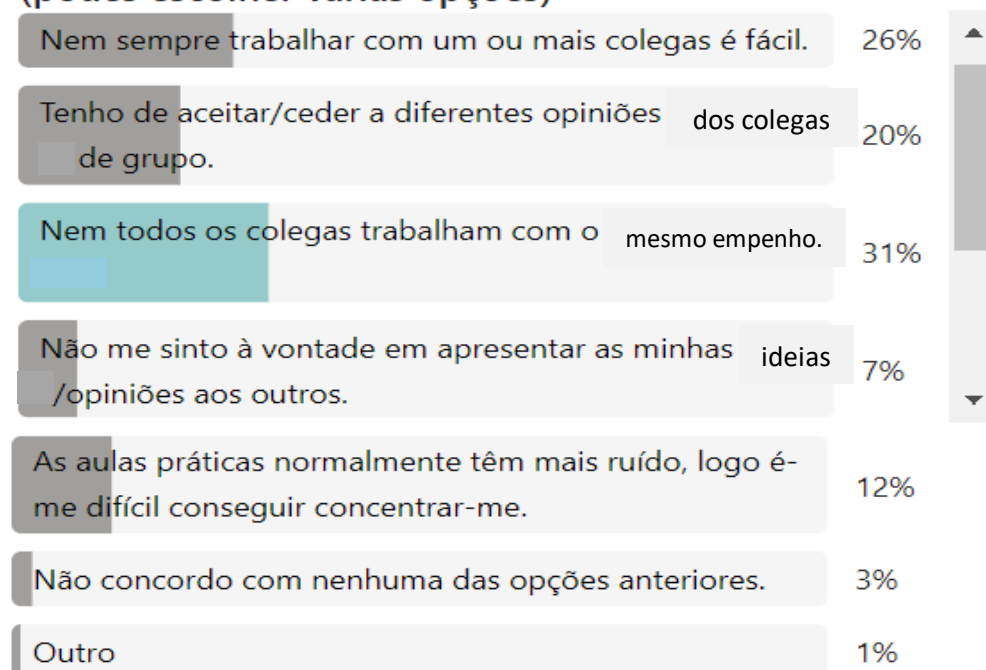 (podes escolher várias opções)
Nem sempre trabalhar com um ou mais colegas é fácil. 26%
Tenho de aceitar/ceder a diferentes opiniões dos colegas
de grupo. 20%
Nem todos os colegas trabalham com o mesmo empenho. 31%
Não me sinto à vontade em apresentar as minhas ideias
/opiniões aos outros. 7%
As aulas práticas normalmente têm mais ruído, logo é-
me difícil conseguir concentrar-me. 12%
Não concordo com nenhuma das opções anteriores. 3%
Outro 1%